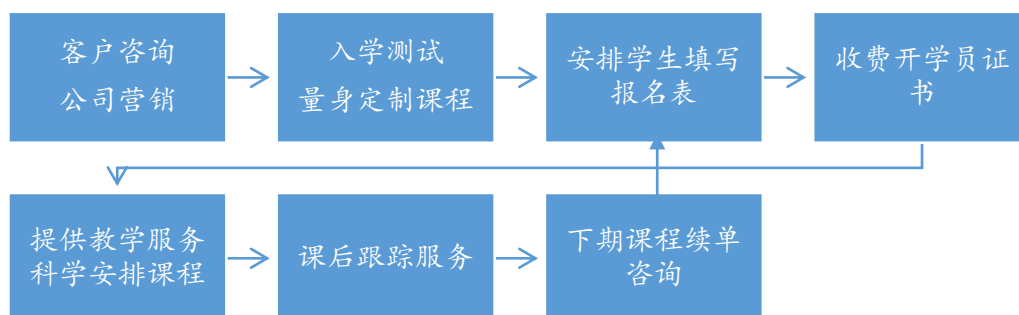 客户咨询
公司营销
入学测试
量身定制课程
安排学生填写
报名表
收费开学员证
书
提供教学服务
科学安排课程
课后跟踪服务
下期课程续单
咨询